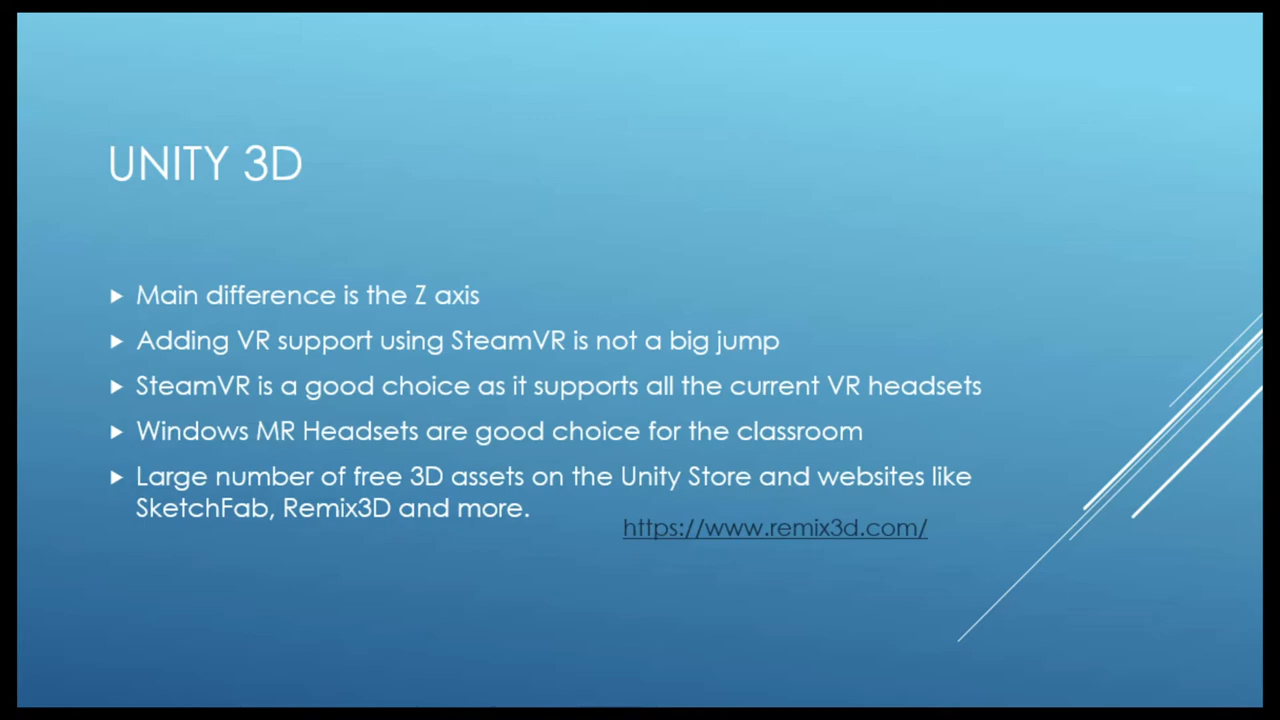 UNITY 3D
Main difference is the Z axis
Adding VR support using SteamVR is not a big jump
SteamVR is a good choice as it supports all the current VR headsets
Windows MR Headsets are good choice for the classroom
Large number of free 3D assets on the Unity Store and websites like
SketchFab, Remix3D and more.
https://www.remix3d.com/